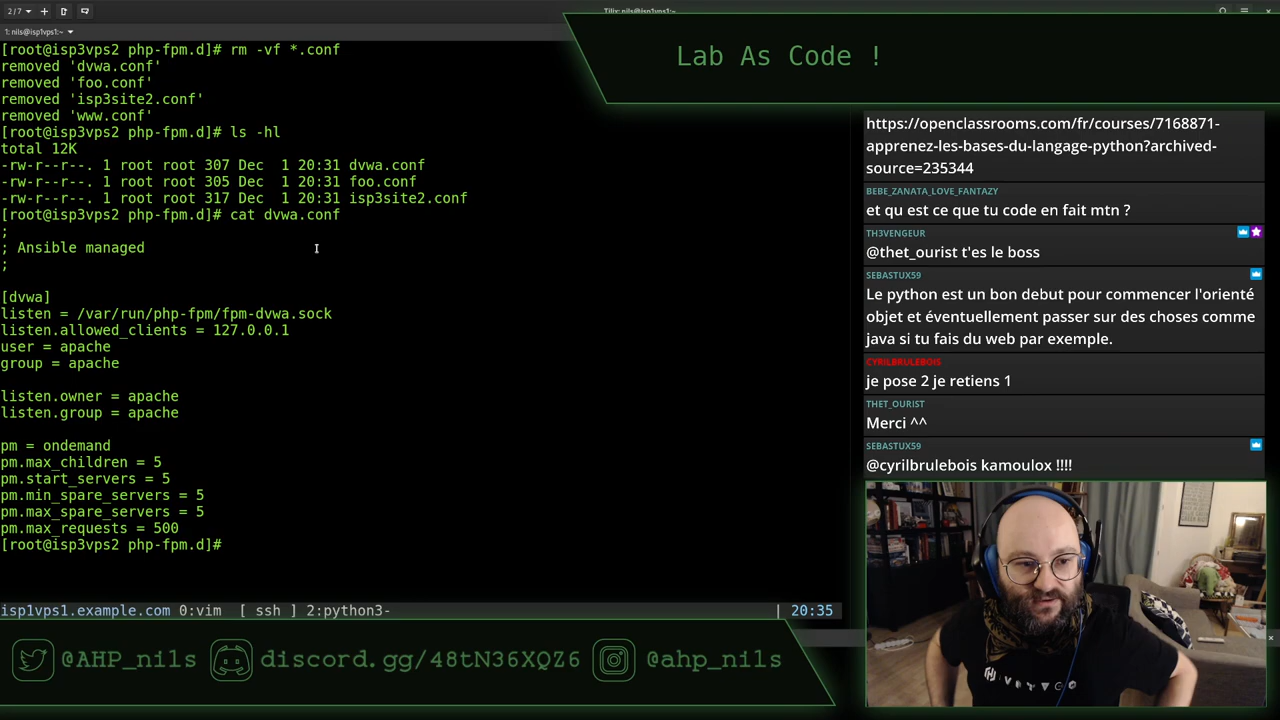 2/7
Tilix: nils@isp1vps1:~
1: nils@isp1vps1:~
[root@isp3vps2 php-fpm.d]# rm -vf *.conf
removed 'dvwa.conf'
removed 'foo.conf'
removed 'isp3site2.conf'
removed 'www.conf'
[root@isp3vps2 php-fpm.d]# ls -hl
total 12K
-rw-r--r--. 1 root root 307 Dec  1 20:31 dvwa.conf
-rw-r--r--. 1 root root 305 Dec  1 20:31 foo.conf
-rw-r--r--. 1 root root 317 Dec  1 20:31 isp3site2.conf
[root@isp3vps2 php-fpm.d]# cat dvwa.conf
;
; Ansible managed
;
[dvwa]
listen = /var/run/php-fpm/fpm-dvwa.sock
listen.allowed_clients = 127.0.0.1
user = apache
group = apache
listen.owner = apache
listen.group = apache
pm = ondemand
pm.max_children = 5
pm.start_servers = 5
pm.min_spare_servers = 5
pm.max_spare_servers = 5
pm.max_requests = 500
[root@isp3vps2 php-fpm.d]#
isp1vps1.example.com 0:vim  [ ssh ] 2:python3-
| 20:35
Lab As Code !
https://openclassrooms.com/fr/courses/7168871-
apprenez-les-bases-du-langage-python?archived-
source=235344
BEBE_ZANATA_LOVE_FANTAZY
et qu est ce que tu code en fait mtn ?
TH3VENGEUR
@thet_ourist t'es le boss
SEBASTUX59
Le python est un bon debut pour commencer l'orienté
objet et éventuellement passer sur des choses comme
java si tu fais du web par exemple.
CYRILBRULEBOIS
je pose 2 je retiens 1
THET_OURIST
Merci ^^
SEBASTUX59
@cyrilbrulebois kamoulox !!!!
@AHP_nils
discord.gg/48tN36XQZ6
@ahp_nils